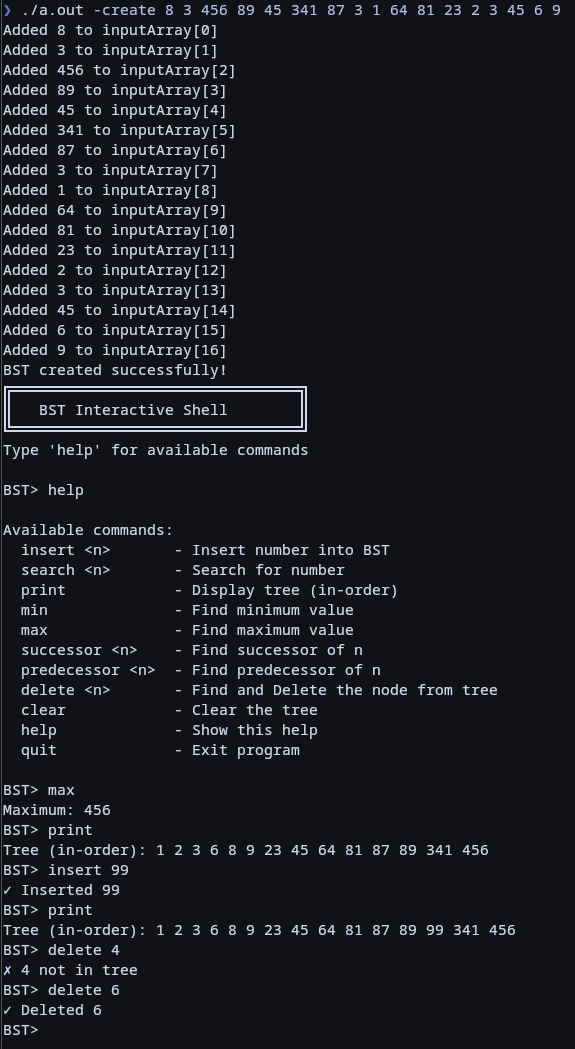 ❯ ./a.out -create 8 3 456 89 45 341 87 3 1 64 81 23 2 3 45 6 9
Added 8 to inputArray[0]
Added 3 to inputArray[1]
Added 456 to inputArray[2]
Added 89 to inputArray[3]
Added 45 to inputArray[4]
Added 341 to inputArray[5]
Added 87 to inputArray[6]
Added 3 to inputArray[7]
Added 1 to inputArray[8]
Added 64 to inputArray[9]
Added 81 to inputArray[10]
Added 23 to inputArray[11]
Added 2 to inputArray[12]
Added 3 to inputArray[13]
Added 45 to inputArray[14]
Added 6 to inputArray[15]
Added 9 to inputArray[16]
BST created successfully!
BST Interactive Shell
Type 'help' for available commands
BST> help
Available commands:
insert <n>       - Insert number into BST
search <n>       - Search for number
print            - Display tree (in-order)
min              - Find minimum value
max              - Find maximum value
successor <n>    - Find successor of n
predecessor <n>  - Find predecessor of n
delete <n>       - Find and Delete the node from tree
clear            - Clear the tree
help             - Show this help
quit             - Exit program
BST> max
Maximum: 456
BST> print
Tree (in-order): 1 2 3 6 8 9 23 45 64 81 87 89 341 456
BST> insert 99
✓ Inserted 99
BST> print
Tree (in-order): 1 2 3 6 8 9 23 45 64 81 87 89 99 341 456
BST> delete 4
✗ 4 not in tree
BST> delete 6
✓ Deleted 6
BST>